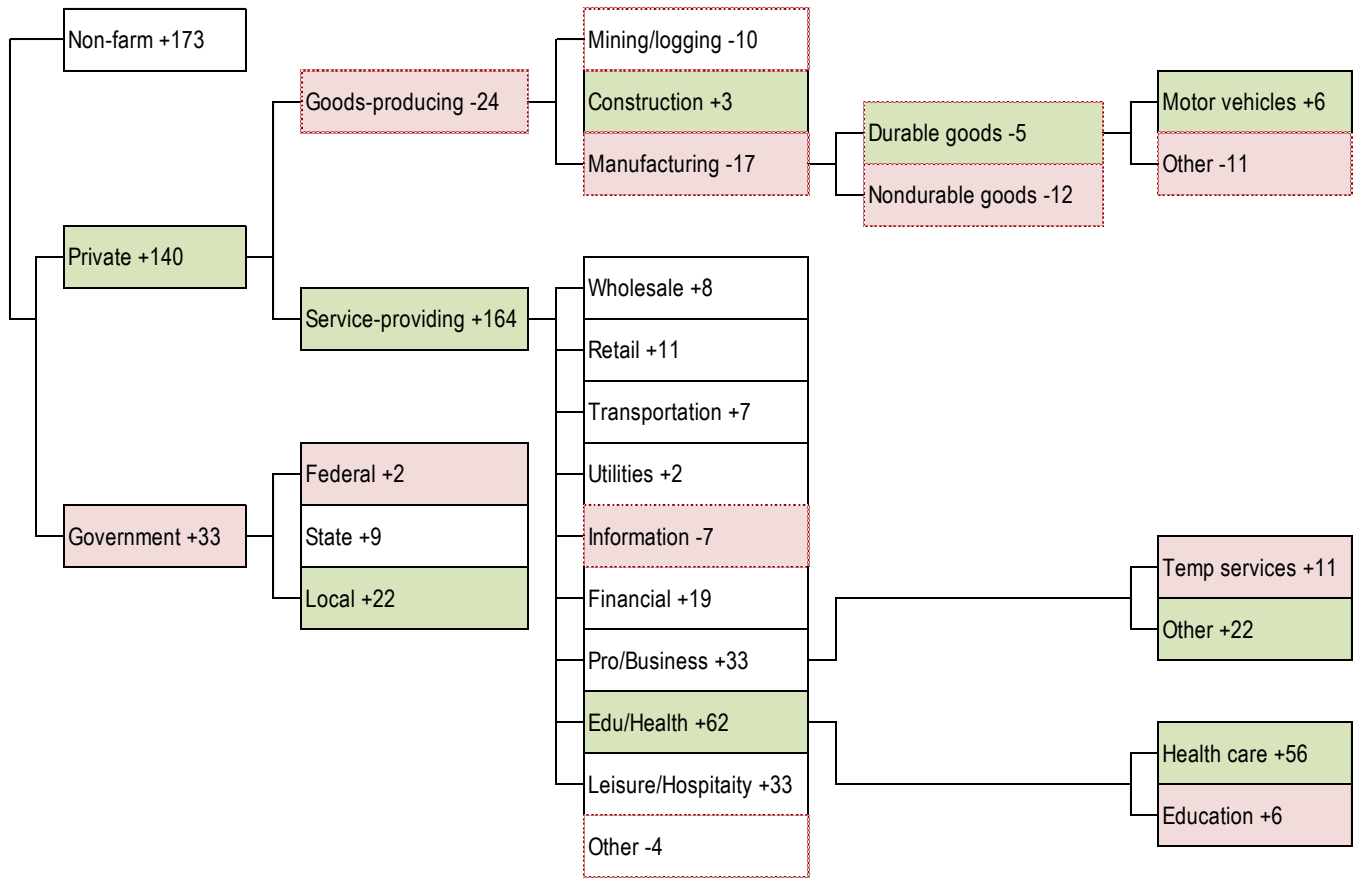 Non-farm +173
Private +140
Government +33
Goods-producing -24
Service-providing +164
Federal +2
State +9
Local +22
Mining/logging -10
Construction +3
Manufacturing -17
Wholesale +8
Retail +11
Transportation +7
Utilities +2
Information -7
Financial +19
Pro/Business +33
Edu/Health +62
Leisure/Hospitaity +33
Other -4
Durable goods -5
Nondurable goods -12
Motor vehicles +6
Other -11
Temp services +11
Other +22
Health care +56
Education +6